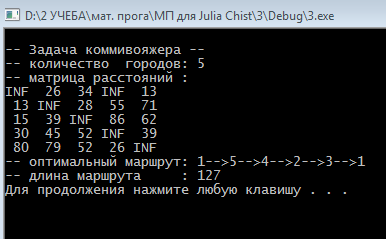 D:\2 УЧЕБА\мат. прога\МП для Julia Chist\3\Debug\3.exe
-- Задача коммивояжера --
-- количество  городов: 5
-- матрица расстояний :
INF  26  34 INF  13
 13 INF  28  55  71
 15  39 INF  86  62
 30  45  52 INF  39
 80  79  52  26 INF
-- оптимальный маршрут: 1-->5-->4-->2-->3-->1
-- длина маршрута     : 127
Для продолжения нажмите любую клавишу . . .